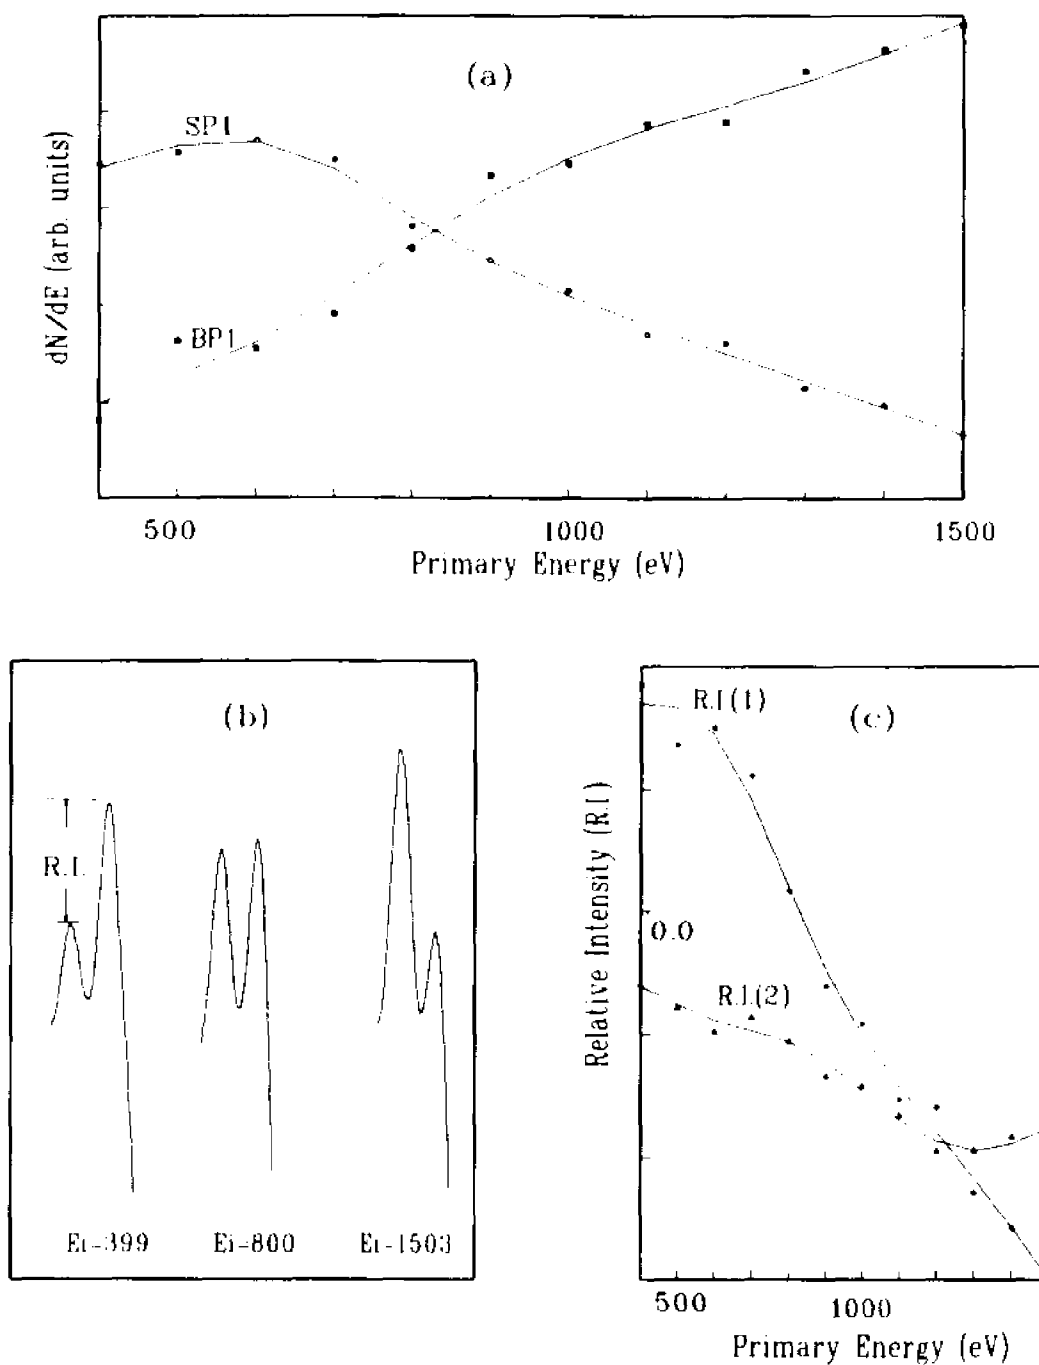 (a)
SP1
BP1
dN/dE (arb. units)
500 1000 1500
Primary Energy (eV)
(b)
R.I.
Ei-399 Ei-800 Ei-1503
(c)
R.I(1)
0.0
R.I.(2)
Relative Intensity (R.I)
500 1000
Primary Energy (eV)